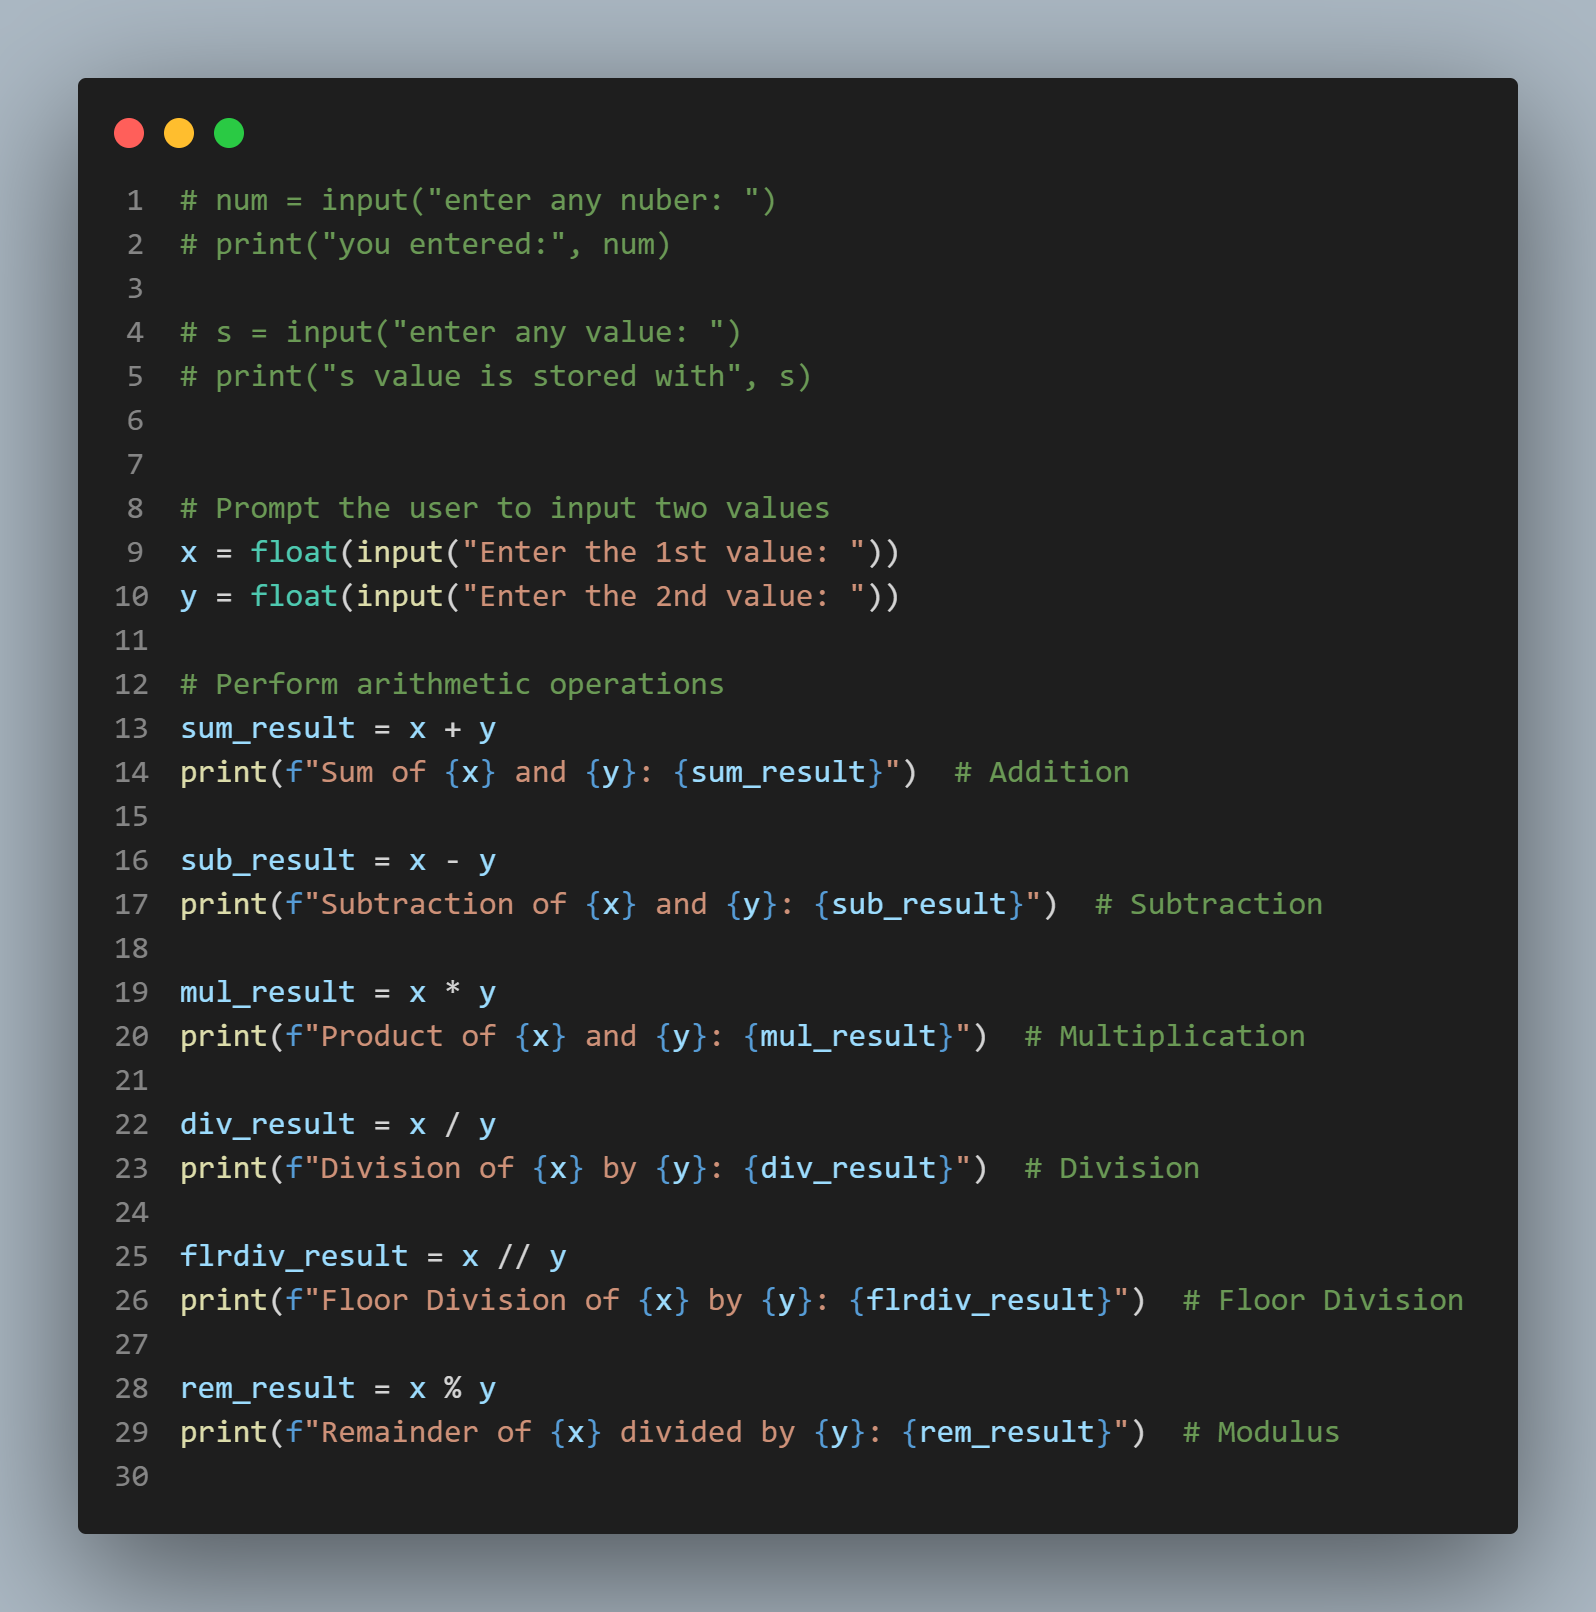 1 # num = input("enter any nuber: ")
2 # print("you entered:", num)
3
4 # s = input("enter any value: ")
5 # print("s value is stored with", s)
6
7
8 # Prompt the user to input two values
9 x = float(input("Enter the 1st value: "))
10 y = float(input("Enter the 2nd value: "))
11
12 # Perform arithmetic operations
13 sum_result = x + y
14 print(f"Sum of {x} and {y}: {sum_result}")  # Addition
15
16 sub_result = x - y
17 print(f"Subtraction of {x} and {y}: {sub_result}")  # Subtraction
18
19 mul_result = x * y
20 print(f"Product of {x} and {y}: {mul_result}")  # Multiplication
21
22 div_result = x / y
23 print(f"Division of {x} by {y}: {div_result}")  # Division
24
25 flrdiv_result = x // y
26 print(f"Floor Division of {x} by {y}: {flrdiv_result}")  # Floor Division
27
28 rem_result = x % y
29 print(f"Remainder of {x} divided by {y}: {rem_result}")  # Modulus
30